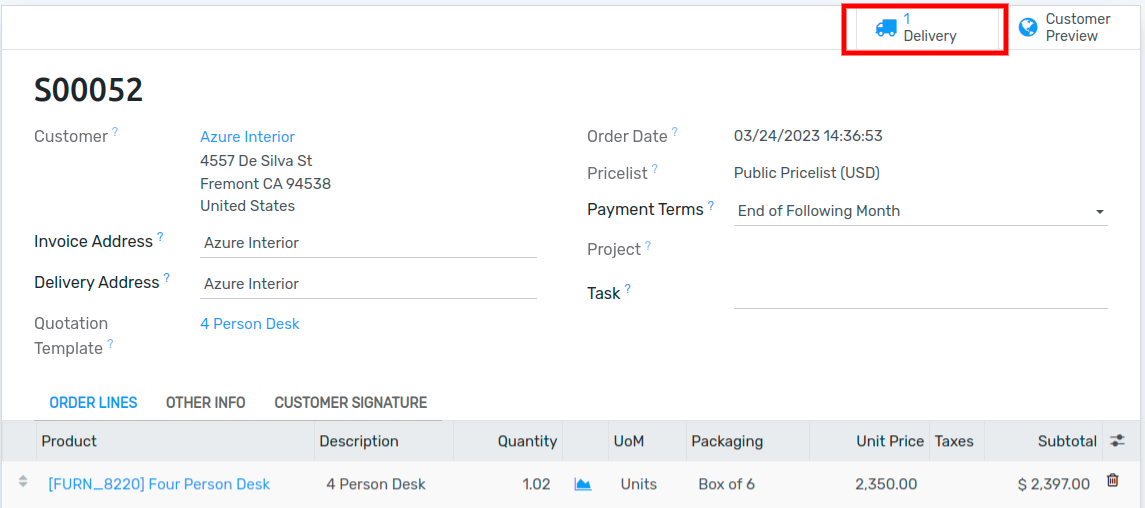 1
Delivery
Customer
Preview
S00052
Customer ?
Azure Interior
4557 De Silva St
Fremont CA 94538
United States
Invoice Address ?
Azure Interior
Delivery Address ?
Azure Interior
Quotation
Template ?
4 Person Desk
Order Date ?
03/24/2023 14:36:53
Pricelist ?
Public Pricelist (USD)
Payment Terms ?
End of Following Month
Project ?
Task ?
ORDER LINES OTHER INFO CUSTOMER SIGNATURE
Product Description Quantity UoM Packaging Unit Price Taxes Subtotal
[FURN_8220] Four Person Desk 4 Person Desk 1.02 Units Box of 6 2,350.00 $ 2,397.00